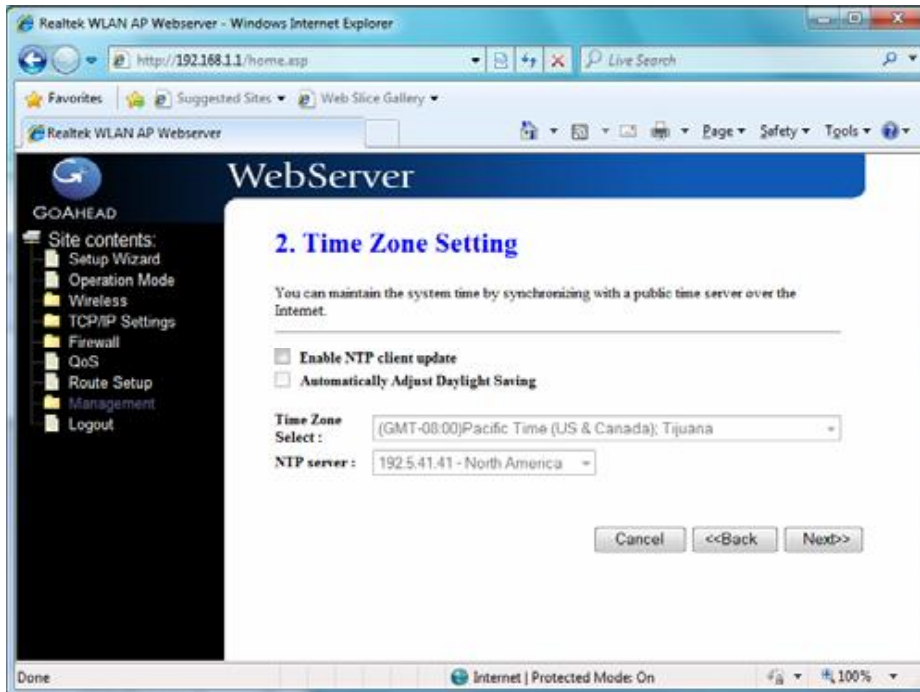 Realtek WLAN AP Webserver - Windows Internet Explorer
http://192.168.1.1/home.asp
Live Search
Favorites
Suggested Sites
Web Slice Gallery
Realtek WLAN AP Webserver
Page
Safety
Tools
GOAHEAD
WebServer
Site contents:
Setup Wizard
Operation Mode
Wireless
TCP/IP Settings
Firewall
QoS
Route Setup
Management
Logout
2. Time Zone Setting
You can maintain the system time by synchronizing with a public time server over the
Internet.
Enable NTP client update
Automatically Adjust Daylight Saving
Time Zone
Select :
(GMT-08:00)Pacific Time (US & Canada); Tijuana
NTP server :
192.5.41.41 - North America
Cancel
<<Back
Next>>
Done
Internet | Protected Mode: On
100%